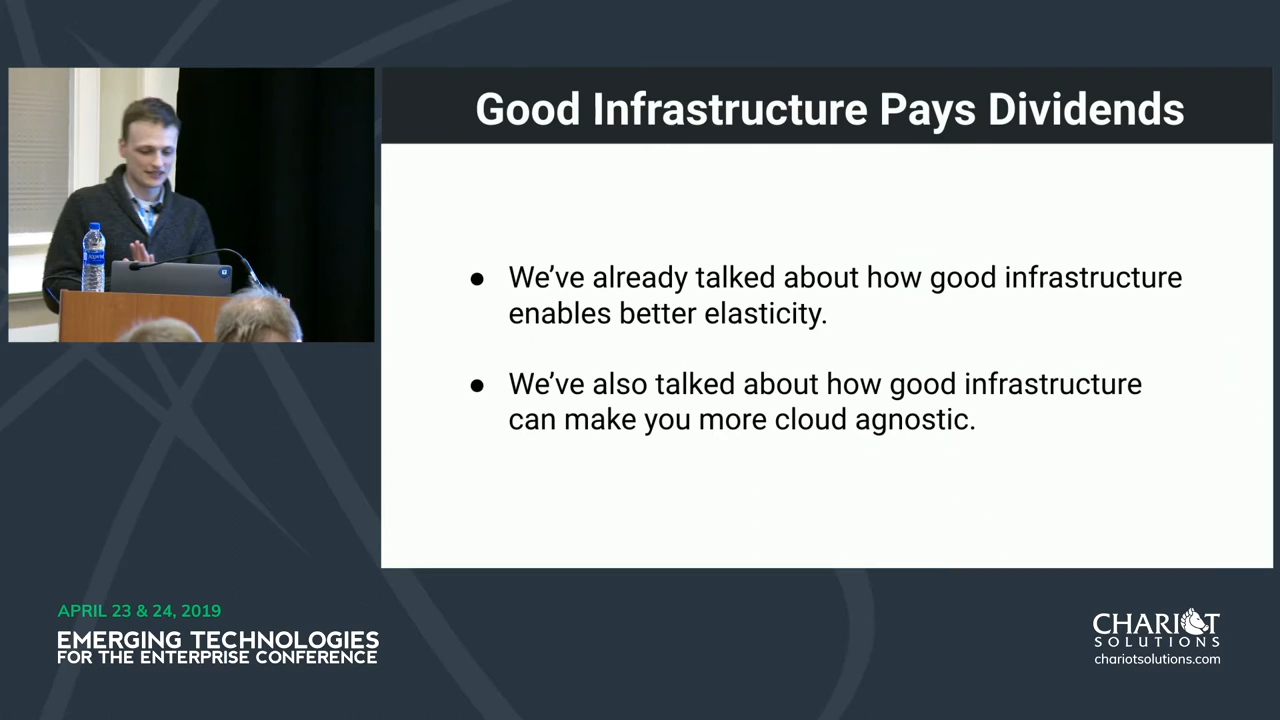 Good Infrastructure Pays Dividends
● We’ve already talked about how good infrastructure
enables better elasticity.
● We’ve also talked about how good infrastructure
can make you more cloud agnostic.
APRIL 23 & 24, 2019
EMERGING TECHNOLOGIES
FOR THE ENTERPRISE CONFERENCE
CHARIOT
SOLUTIONS
chariotsolutions.com